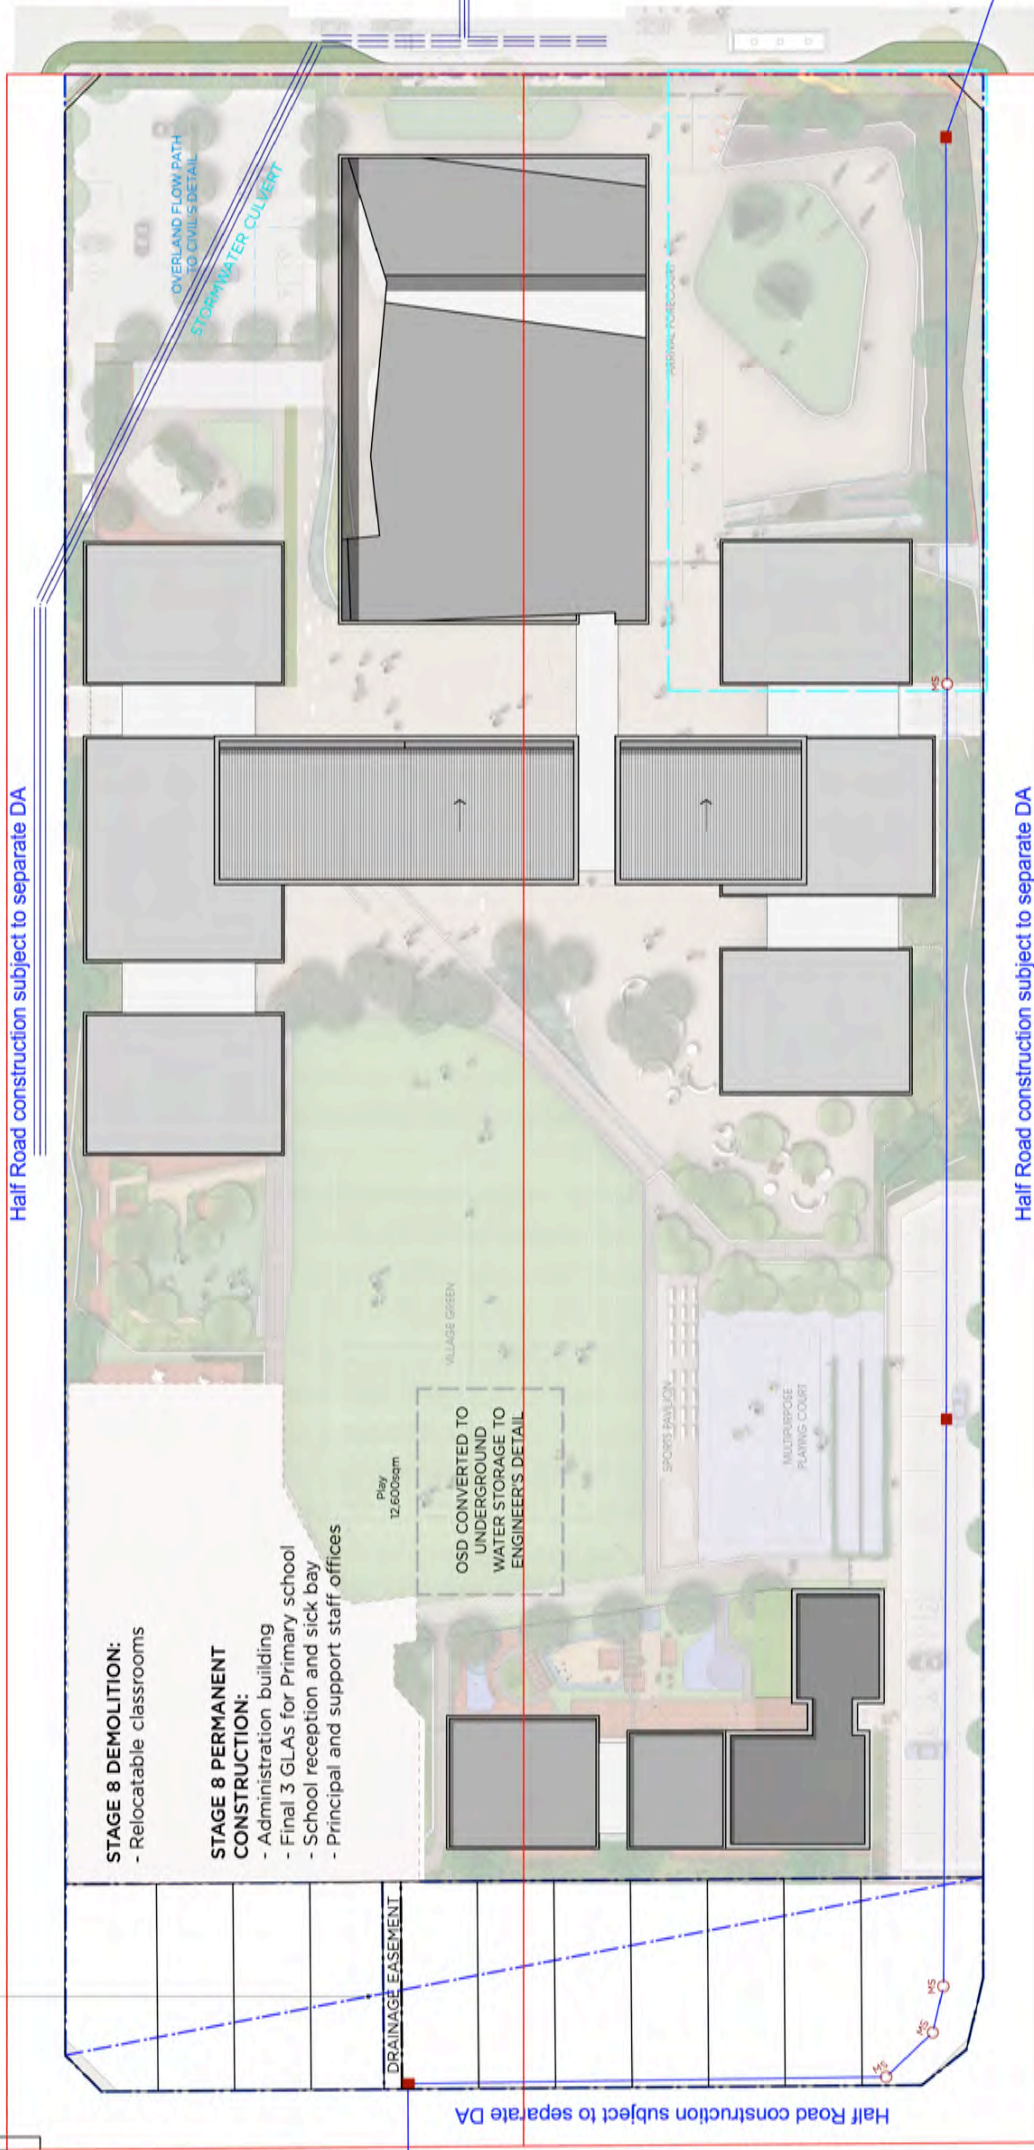 Half Road construction subject to separate DA
OVERLAND FLOW PATH
TO CIVIL'S DETAIL
STORMWATER CULVERT
ARRIVAL FORECOURT
MS
VILLAGE GREEN
Play
12,600sqm
OSD CONVERTED TO
UNDERGROUND
WATER STORAGE TO
ENGINEER'S DETAIL
SPORTS PAVILION
MULTIPURPOSE
PLAYING COURT
STAGE 8 DEMOLITION:
- Relocatable classrooms
STAGE 8 PERMANENT
CONSTRUCTION:
- Administration building
- Final 3 GLAs for Primary school
- School reception and sick bay
- Principal and support staff offices
DRAINAGE EASEMENT
MS
MS
MS
Half Road construction subject to separate DA
Half Road construction subject to separate DA